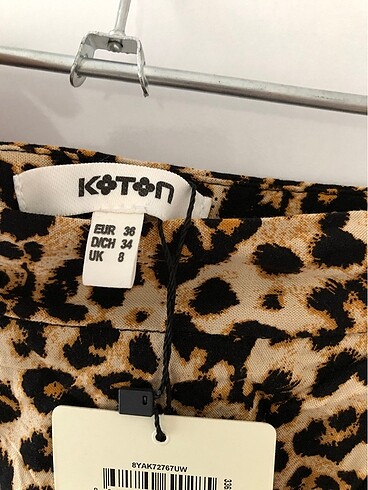 KOTON
EUR 36
D/CH 34
UK 8
8YAK72767UW